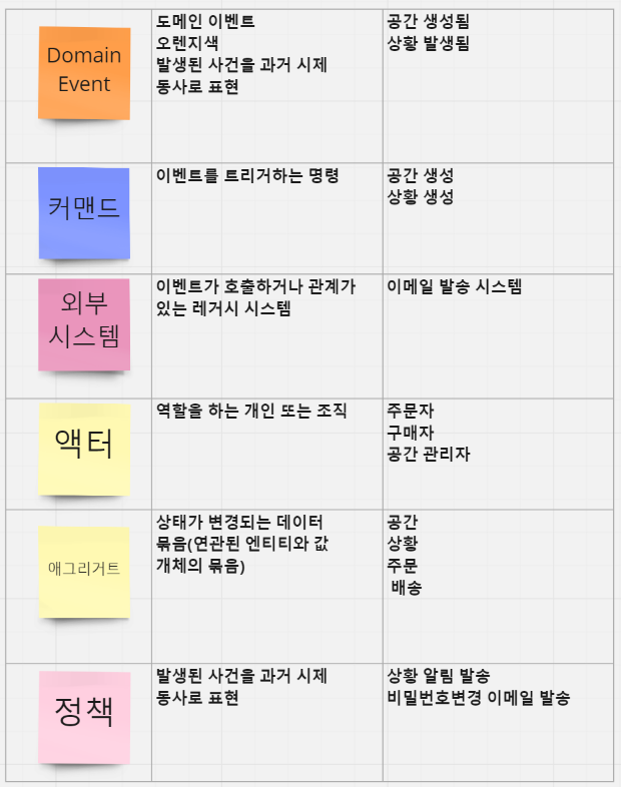 Domain
Event
도메인 이벤트
오렌지색
발생된 사건을 과거 시제
동사로 표현
공간 생성됨
상황 발생됨
커맨드
이벤트를 트리거하는 명령
공간 생성
상황 생성
외부
시스템
이벤트가 호출하거나 관계가
있는 레거시 시스템
이메일 발송 시스템
액터
역할을 하는 개인 또는 조직
주문자
구매자
공간 관리자
애그리거트
상태가 변경되는 데이터
묶음(연관된 엔티티와 값
개체의 묶음)
공간
상황
주문
배송
정책
발생된 사건을 과거 시제
동사로 표현
상황 알림 발송
비밀번호변경 이메일 발송